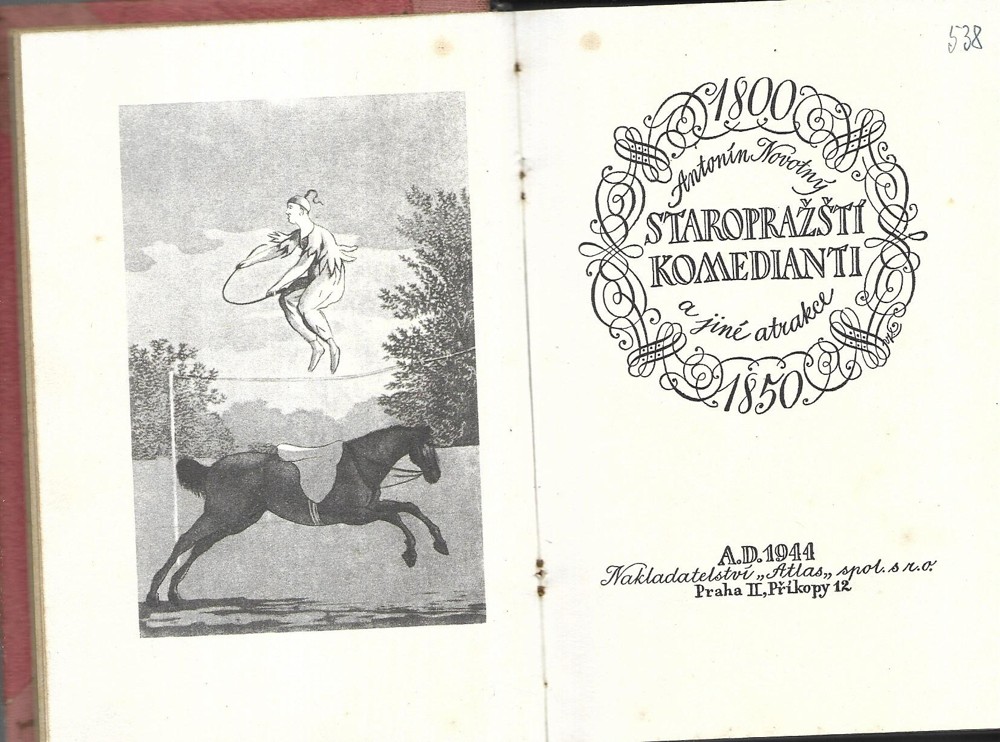 538
1800
Antonín Novotný
STAROPRAŽŠTÍ
KOMEDIANTI
a jiné atrakce
1850
A.D.1944
Nakladatelství „Atlas„ spol. s r.o.
Praha II, Příkopy 12